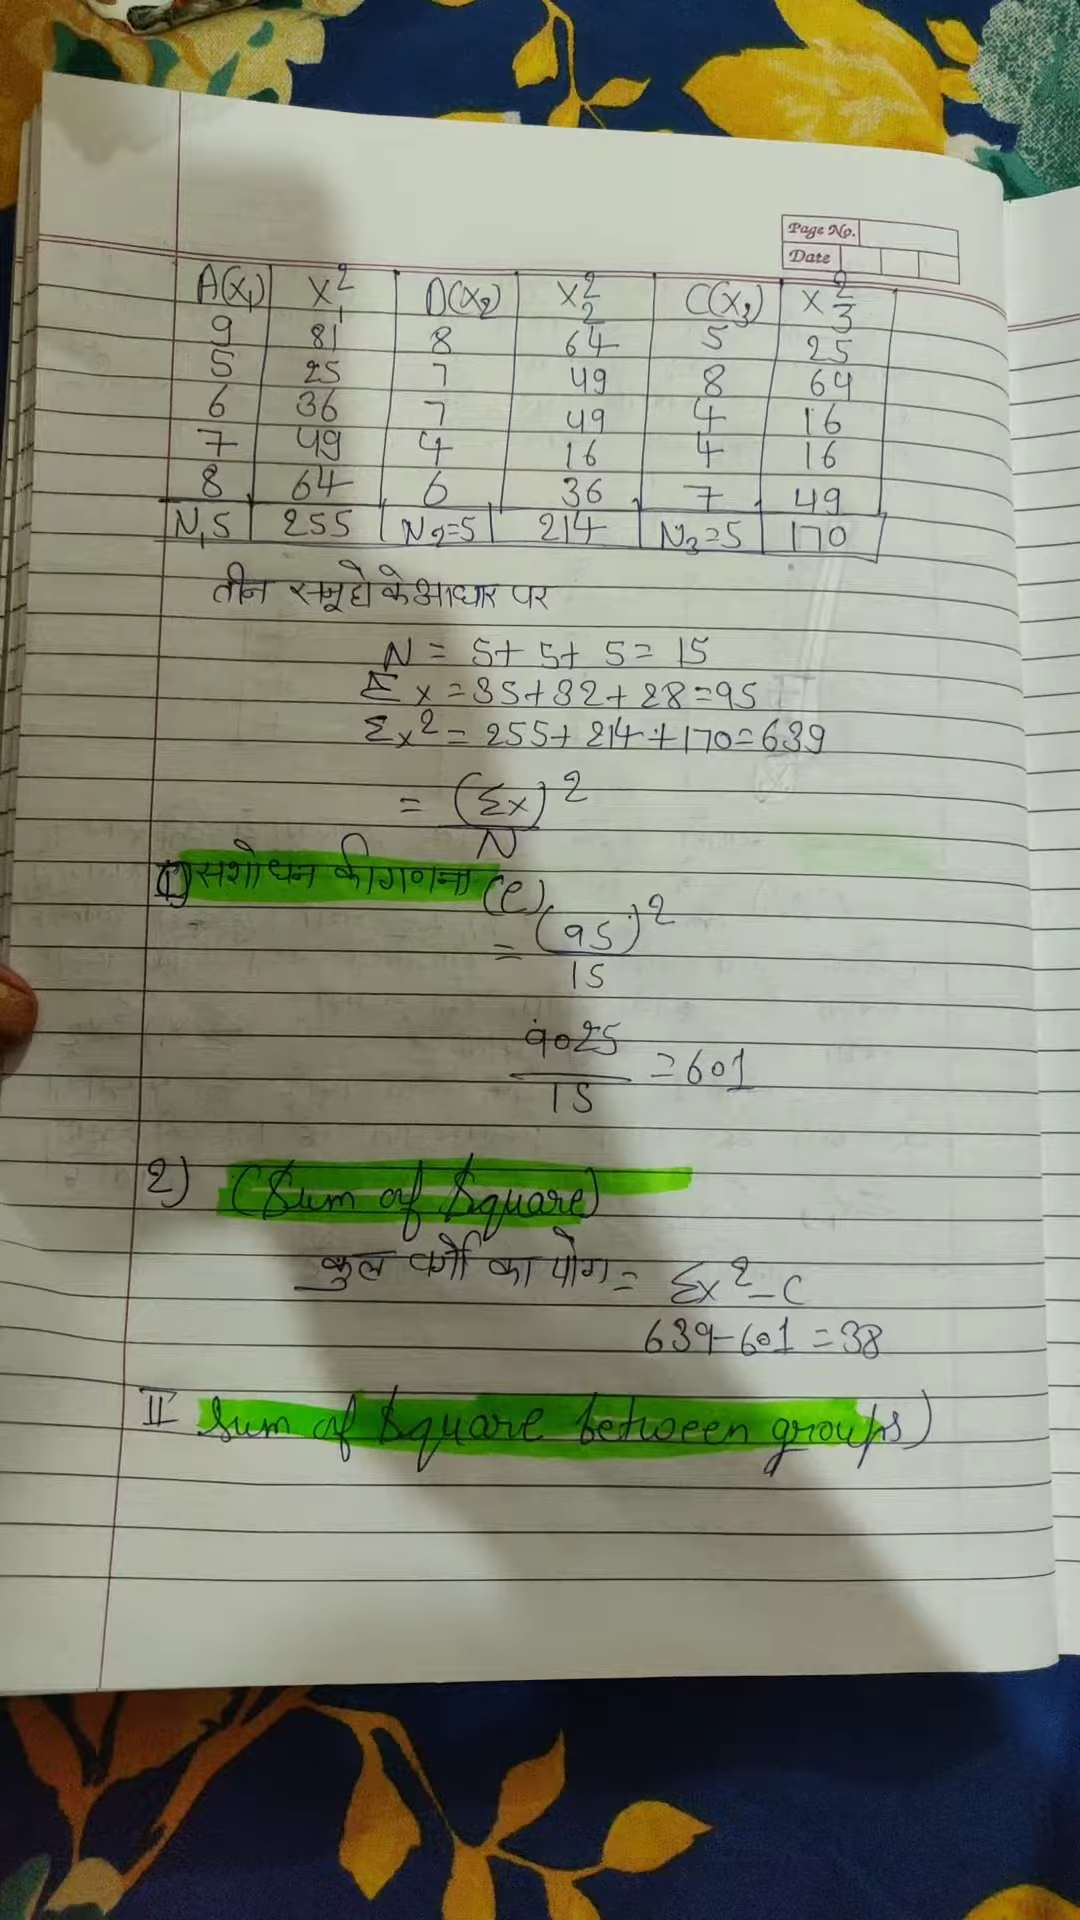 Page No.
Date
A(X₁) X₁² B(X₂) X₂² C(X₃) X₃²
9 81 8 64 5 25
5 25 7 49 8 64
6 36 7 49 4 16
7 49 4 16 4 16
8 64 6 36 7 49
N₁5 255 N₂=5 214 N₃=5 170
तीन समूहो के आधार पर
N = 5+ 5+ 5= 15
Σx = 35+32+28=95
Σx² = 255+214+170=639
= (Σx)²/N
1) सशोधन की गणना (C)
= (95)²/15
9025/15 =601
2) (Sum of Square)
कुल वर्गो का योग = Σx²-C
639-601 =38
II Sum of Square between groups)